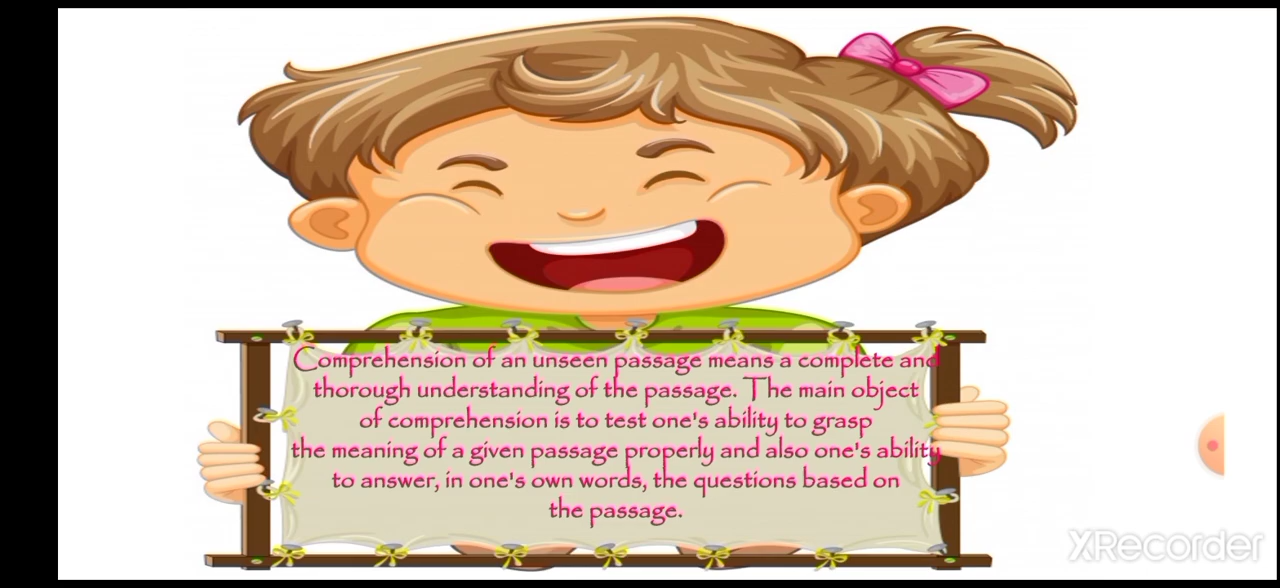 Comprehension of an unseen passage means a complete and
thorough understanding of the passage. The main object
of comprehension is to test one's ability to grasp
the meaning of a given passage properly and also one's ability
to answer, in one's own words, the questions based on
the passage.
XRecorder